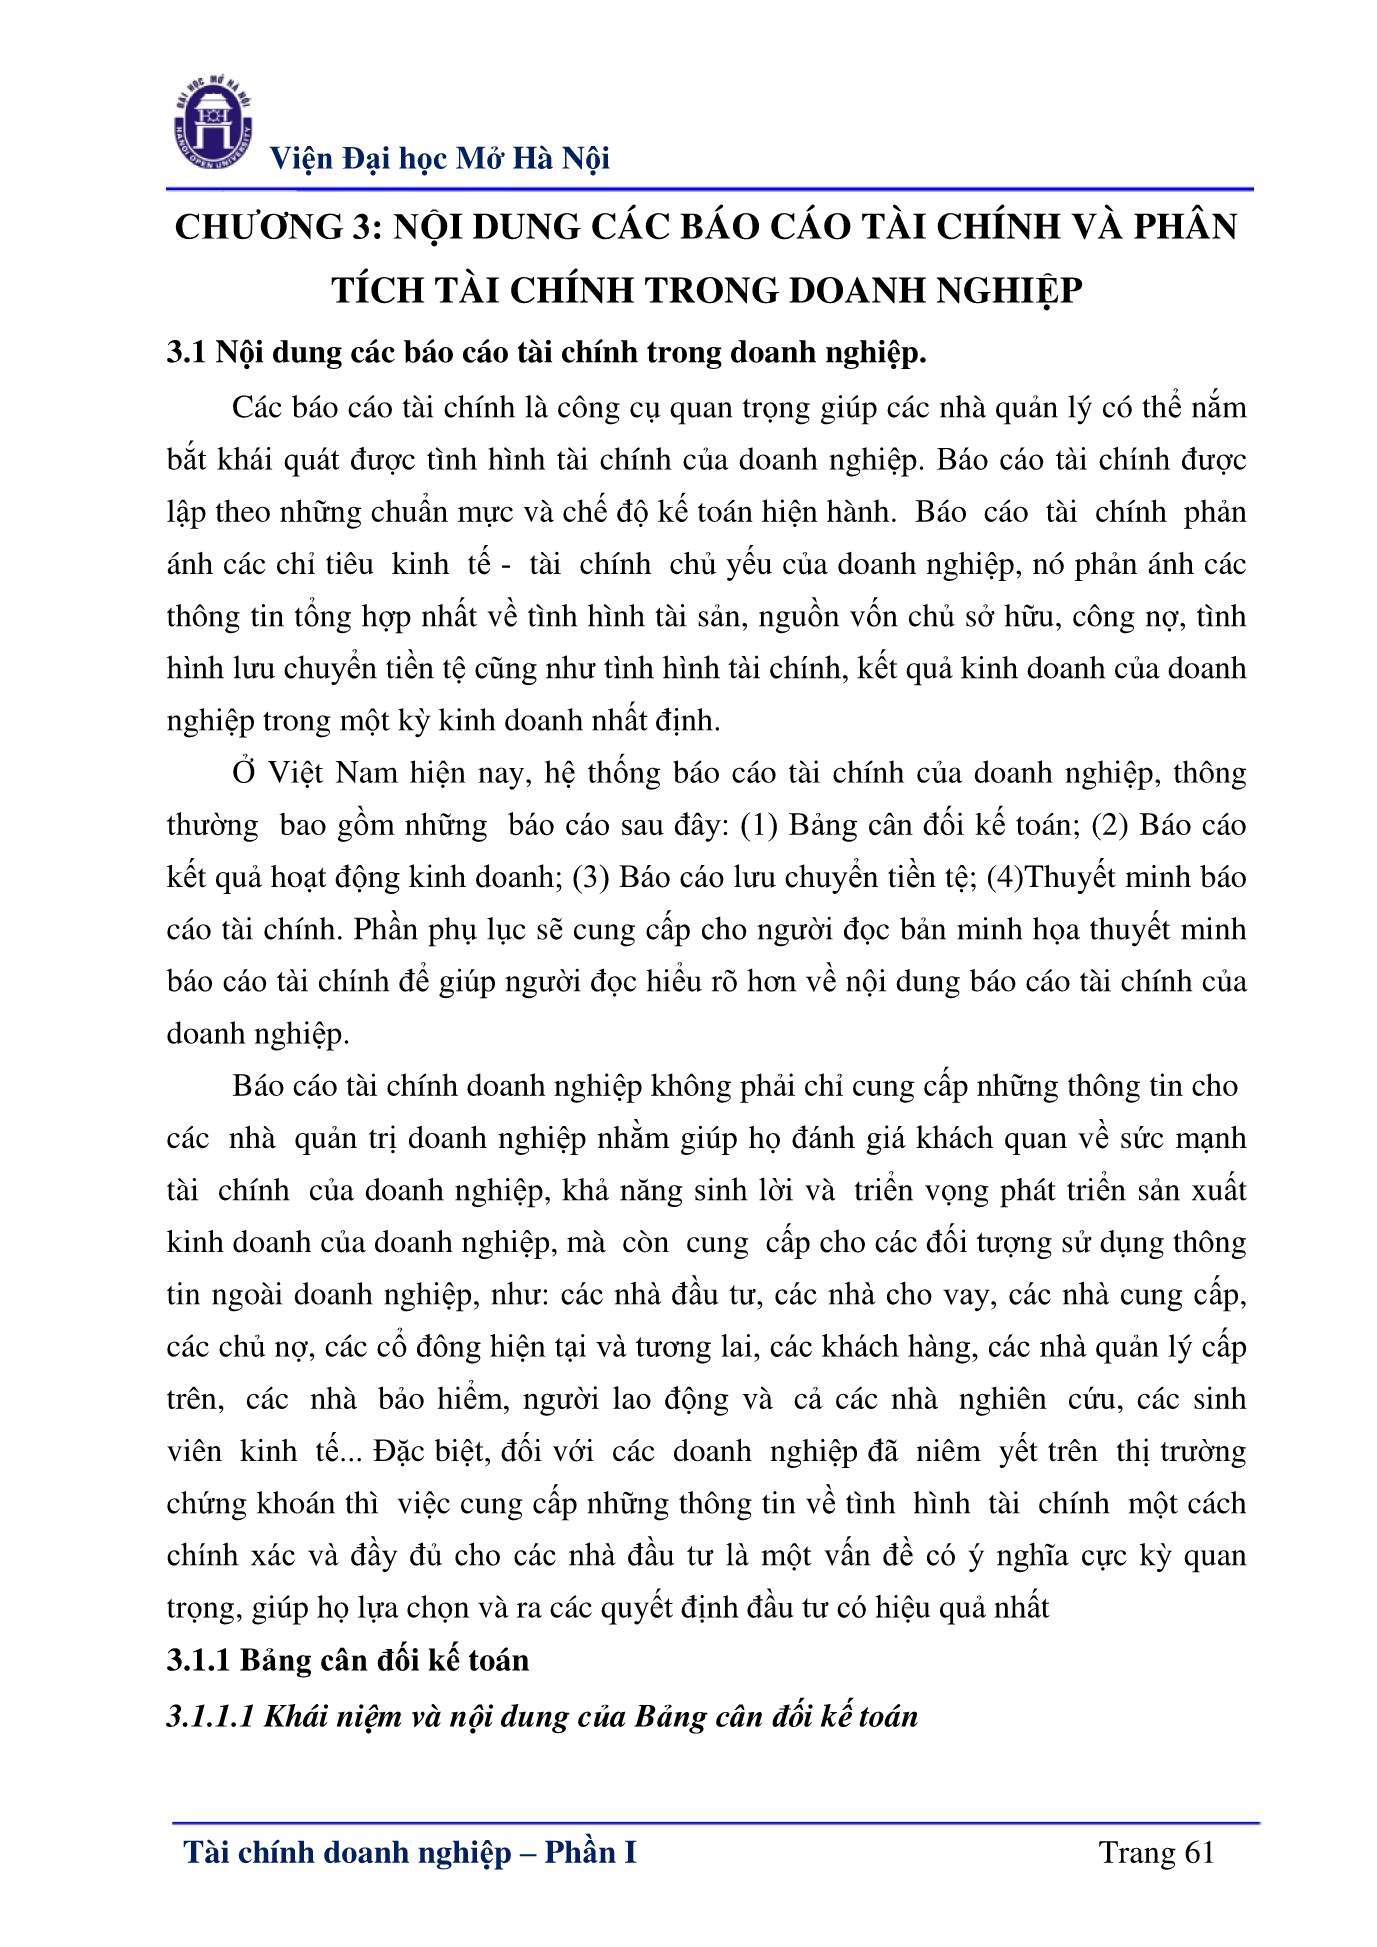 ĐẠI HỌC MỞ HÀ NỘI
HANOI OPEN UNIVERSITY
Viện Đại học Mở Hà Nội
CHƯƠNG 3: NỘI DUNG CÁC BÁO CÁO TÀI CHÍNH VÀ PHÂN
TÍCH TÀI CHÍNH TRONG DOANH NGHIỆP
3.1 Nội dung các báo cáo tài chính trong doanh nghiệp.
Các báo cáo tài chính là công cụ quan trọng giúp các nhà quản lý có thể nắm
bắt khái quát được tình hình tài chính của doanh nghiệp. Báo cáo tài chính được
lập theo những chuẩn mực và chế độ kế toán hiện hành. Báo cáo tài chính phản
ánh các chỉ tiêu kinh tế - tài chính chủ yếu của doanh nghiệp, nó phản ánh các
thông tin tổng hợp nhất về tình hình tài sản, nguồn vốn chủ sở hữu, công nợ, tình
hình lưu chuyển tiền tệ cũng như tình hình tài chính, kết quả kinh doanh của doanh
nghiệp trong một kỳ kinh doanh nhất định.
Ở Việt Nam hiện nay, hệ thống báo cáo tài chính của doanh nghiệp, thông
thường bao gồm những báo cáo sau đây: (1) Bảng cân đối kế toán; (2) Báo cáo
kết quả hoạt động kinh doanh; (3) Báo cáo lưu chuyển tiền tệ; (4)Thuyết minh báo
cáo tài chính. Phần phụ lục sẽ cung cấp cho người đọc bản minh họa thuyết minh
báo cáo tài chính để giúp người đọc hiểu rõ hơn về nội dung báo cáo tài chính của
doanh nghiệp.
Báo cáo tài chính doanh nghiệp không phải chỉ cung cấp những thông tin cho
các nhà quản trị doanh nghiệp nhằm giúp họ đánh giá khách quan về sức mạnh
tài chính của doanh nghiệp, khả năng sinh lời và triển vọng phát triển sản xuất
kinh doanh của doanh nghiệp, mà còn cung cấp cho các đối tượng sử dụng thông
tin ngoài doanh nghiệp, như: các nhà đầu tư, các nhà cho vay, các nhà cung cấp,
các chủ nợ, các cổ đông hiện tại và tương lai, các khách hàng, các nhà quản lý cấp
trên, các nhà bảo hiểm, người lao động và cả các nhà nghiên cứu, các sinh
viên kinh tế... Đặc biệt, đối với các doanh nghiệp đã niêm yết trên thị trường
chứng khoán thì việc cung cấp những thông tin về tình hình tài chính một cách
chính xác và đầy đủ cho các nhà đầu tư là một vấn đề có ý nghĩa cực kỳ quan
trọng, giúp họ lựa chọn và ra các quyết định đầu tư có hiệu quả nhất
3.1.1 Bảng cân đối kế toán
3.1.1.1 Khái niệm và nội dung của Bảng cân đối kế toán
Tài chính doanh nghiệp – Phần I
Trang 61